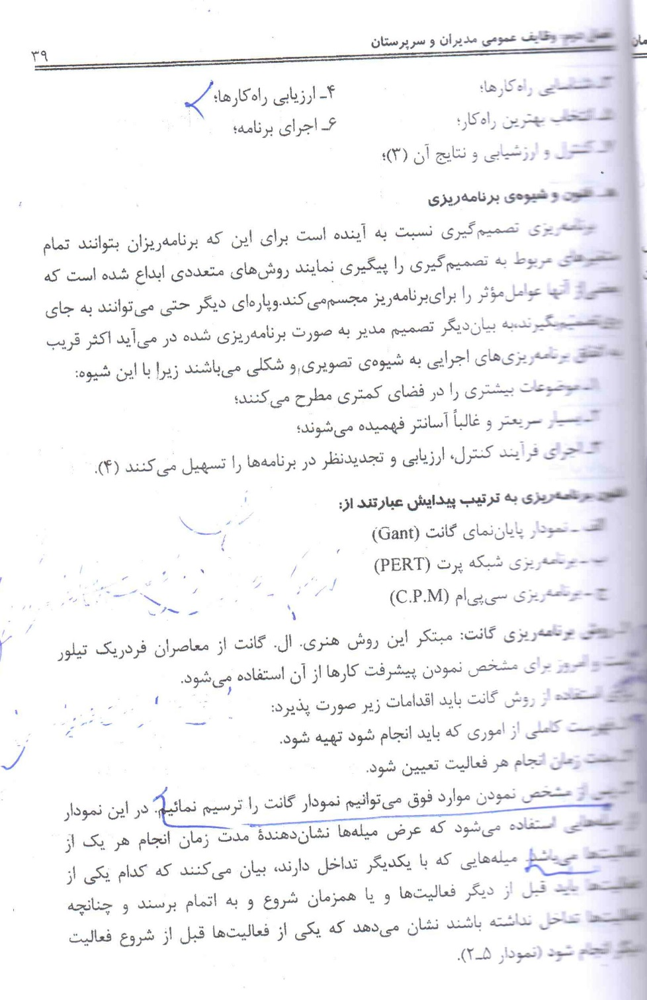 فصل دوم- وظایف عمومی مدیران و سرپرستان ۳۹
مان
۳ـ شناسایی راه‌کارها؛ ۴ـ ارزیابی راه‌کارها؛
۵ـ انتخاب بهترین راه‌کار؛ ۶ـ اجرای برنامه؛
۷ـ کنترل و ارزشیابی و نتایج آن (۳)؛
هـ فنون و شیوه‌ی برنامه‌ریزی
برنامه‌ریزی تصمیم‌گیری نسبت به آینده است برای این که برنامه‌ریزان بتوانند تمام
متغیرهای مربوط به تصمیم‌گیری را پیگیری نمایند روش‌های متعددی ابداع شده است که
بعضی‌از آنها عوامل‌مؤثر را برای‌برنامه‌ریز مجسم‌می‌کند.وپاره‌ای دیگر حتی می‌توانند به جای
وی‌تصمیم‌بگیرند،به بیان‌دیگر تصمیم مدیر به صورت برنامه‌ریزی شده در می‌آید اکثر قریب
به‌اتفاق برنامه‌ریزی‌های اجرایی به شیوه‌ی تصویری و شکلی می‌باشند زیرا با این شیوه:
۱ـ موضوعات بیشتری را در فضای کمتری مطرح می‌کنند؛
۲ـ بسیار سریعتر و غالباً آسانتر فهمیده می‌شوند؛
۳ـ اجرای فرآیند کنترل، ارزیابی و تجدیدنظر در برنامه‌ها را تسهیل می‌کنند (۴).
فنون برنامه‌ریزی به ترتیب پیدایش عبارتند از:
الف ـ نمودار پایان‌نمای گانت (Gant)
ب ـ برنامه‌ریزی شبکه پرت (PERT)
ج ـ برنامه‌ریزی سی‌پی‌ام (C.P.M)
روش برنامه‌ریزی گانت: مبتکر این روش هنری. ال. گانت از معاصران فردریک تیلور
است و امروز برای مشخص نمودن پیشرفت کارها از آن استفاده می‌شود.
برای استفاده از روش گانت باید اقدامات زیر صورت پذیرد:
۱ـ فهرست کاملی از اموری که باید انجام شود تهیه شود.
۲ـ مدت زمان انجام هر فعالیت تعیین شود.
۳ـ پس از مشخص نمودن موارد فوق می‌توانیم نمودار گانت را ترسیم نمائیم. در این نمودار
از میله‌هایی استفاده می‌شود که عرض میله‌ها نشان‌دهندهٔ مدت زمان انجام هر یک از
فعالیت‌ها می‌باشد. میله‌هایی که با یکدیگر تداخل دارند، بیان می‌کنند که کدام یکی از
فعالیت‌ها باید قبل از دیگر فعالیت‌ها و یا همزمان شروع و به اتمام برسند و چنانچه
فعالیت‌ها تداخل نداشته باشند نشان می‌دهد که یکی از فعالیت‌ها قبل از شروع فعالیت
دیگر انجام شود (نمودار ۵ـ۲).